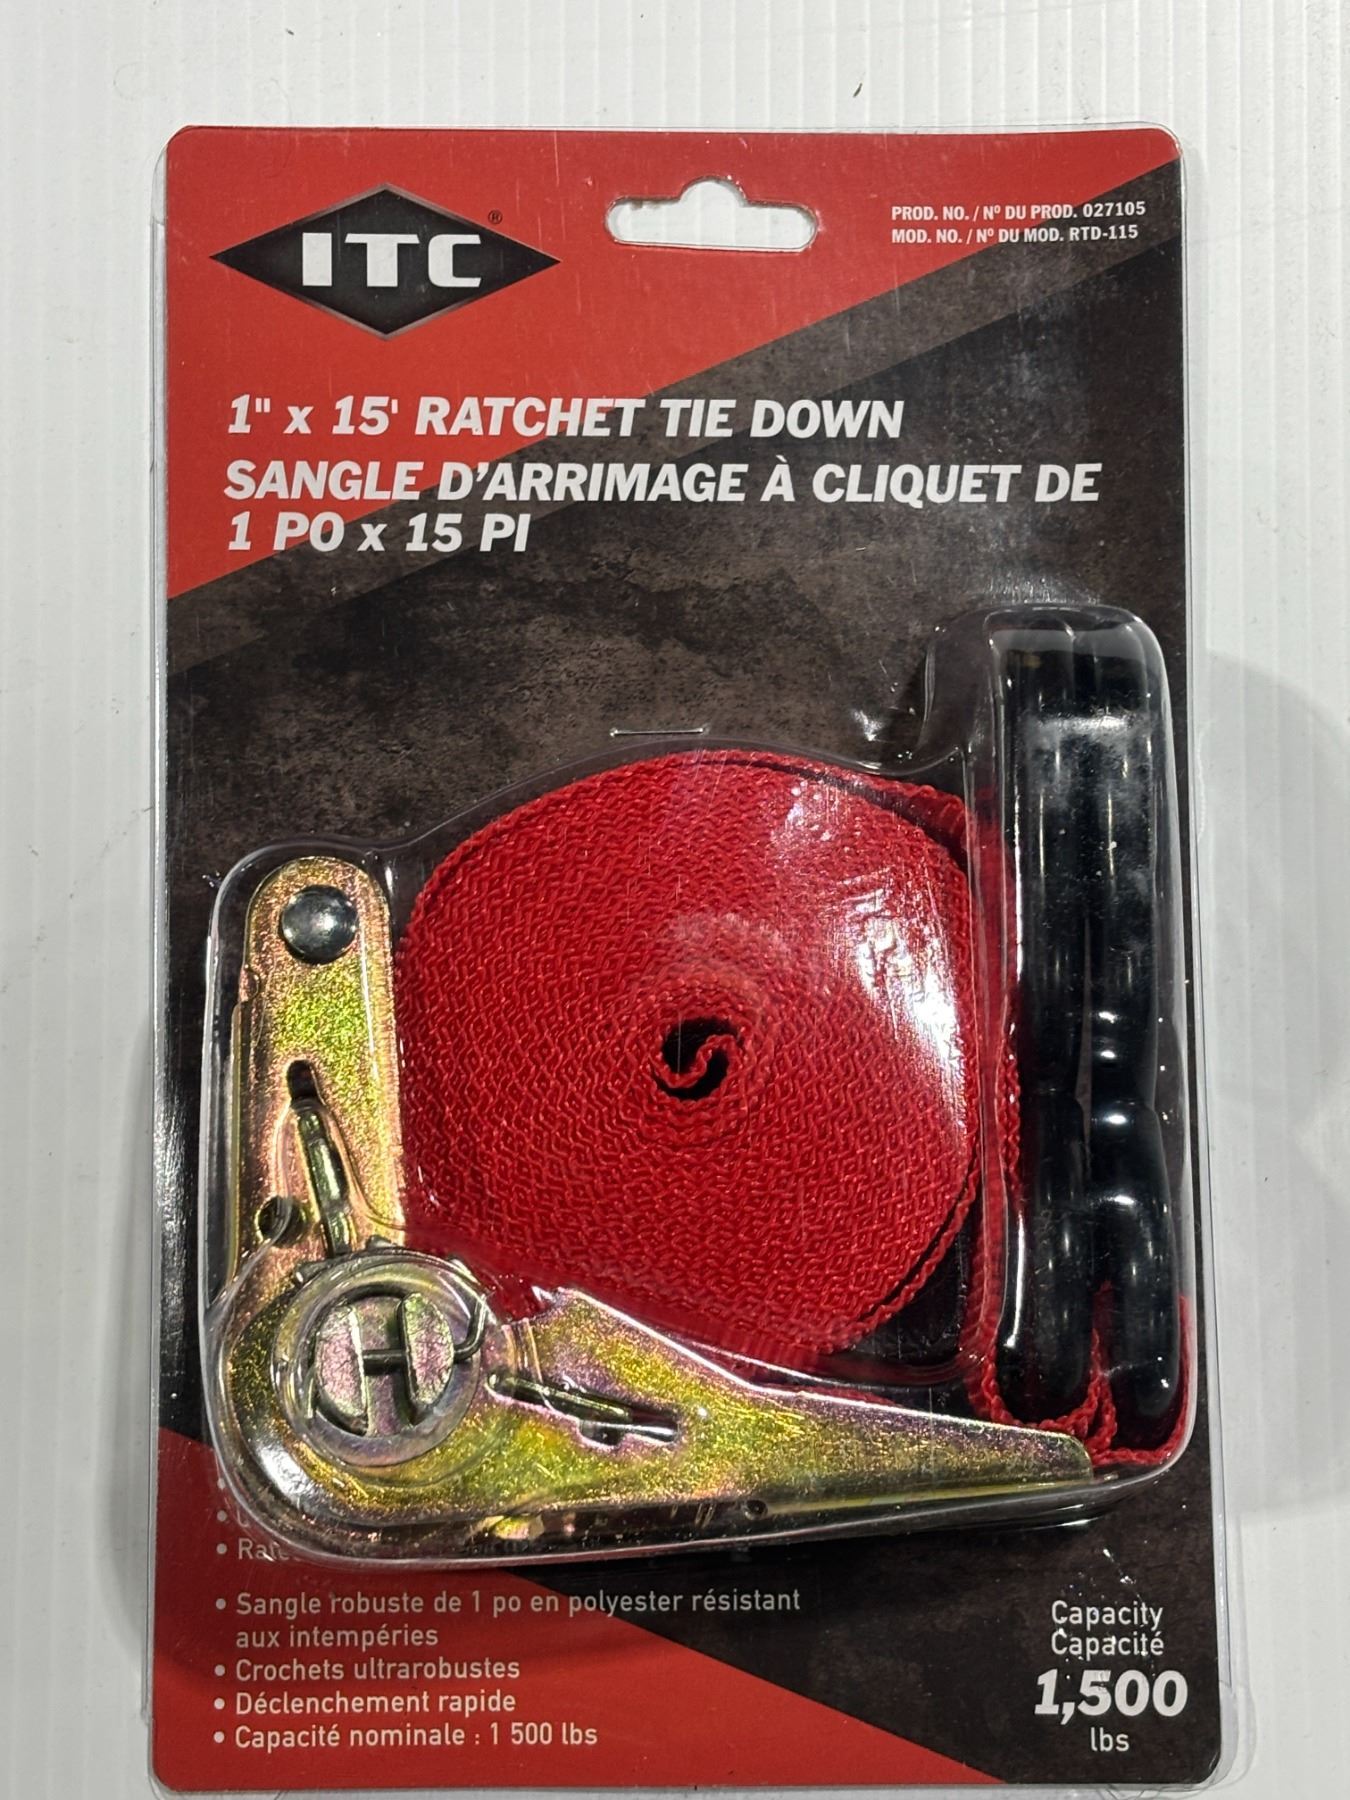 ITC®
PROD. NO. / Nº DU PROD. 027105
MOD. NO. / Nº DU MOD. RTD-115
1" x 15' RATCHET TIE DOWN
SANGLE D'ARRIMAGE À CLIQUET DE
1 PO x 15 PI
• Sangle robuste de 1 po en polyester résistant
aux intempéries
• Crochets ultrarobustes
• Déclenchement rapide
• Capacité nominale : 1 500 lbs
Capacity
Capacité
1,500
lbs